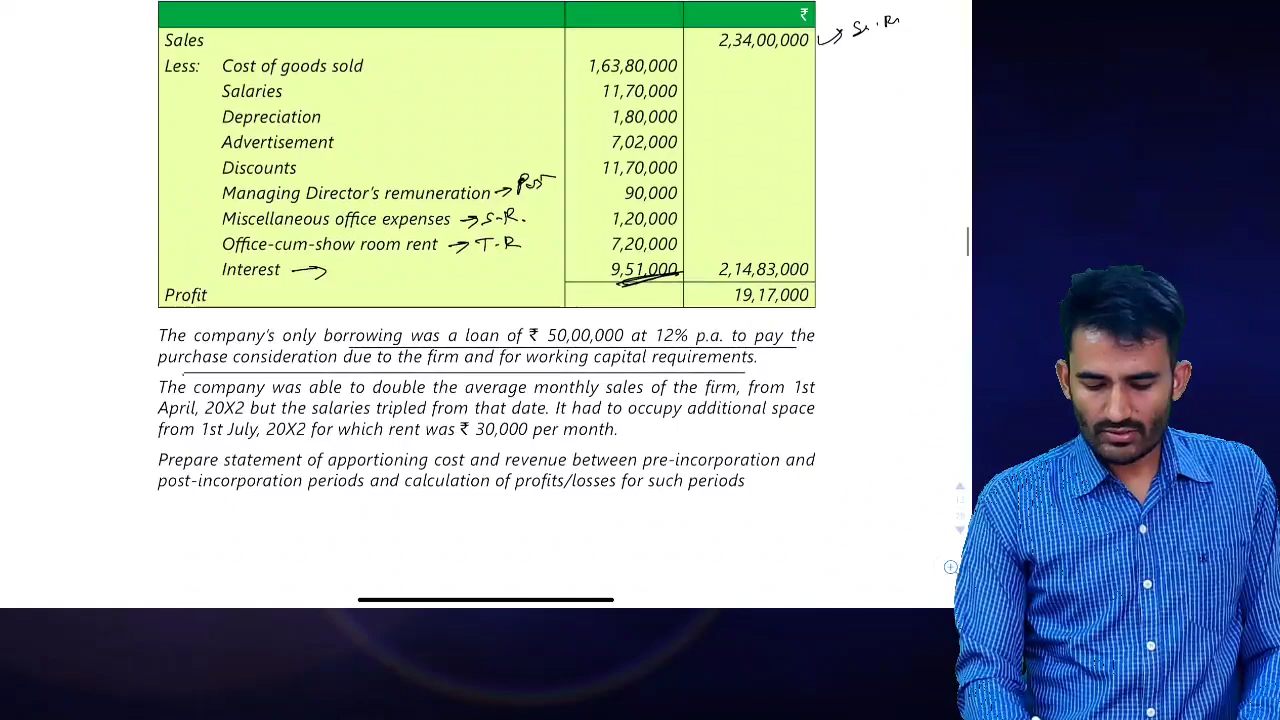 ₹
Sales 2,34,00,000 → Sa. R
Less: Cost of goods sold 1,63,80,000
Salaries 11,70,000
Depreciation 1,80,000
Advertisement 7,02,000
Discounts 11,70,000
Managing Director's remuneration → Post 90,000
Miscellaneous office expenses → S-R. 1,20,000
Office-cum-show room rent → T-R 7,20,000
Interest → 9,51,000 2,14,83,000
Profit 19,17,000
The company's only borrowing was a loan of ₹ 50,00,000 at 12% p.a. to pay the
purchase consideration due to the firm and for working capital requirements.
The company was able to double the average monthly sales of the firm, from 1st
April, 20X2 but the salaries tripled from that date. It had to occupy additional space
from 1st July, 20X2 for which rent was ₹ 30,000 per month.
Prepare statement of apportioning cost and revenue between pre-incorporation and
post-incorporation periods and calculation of profits/losses for such periods